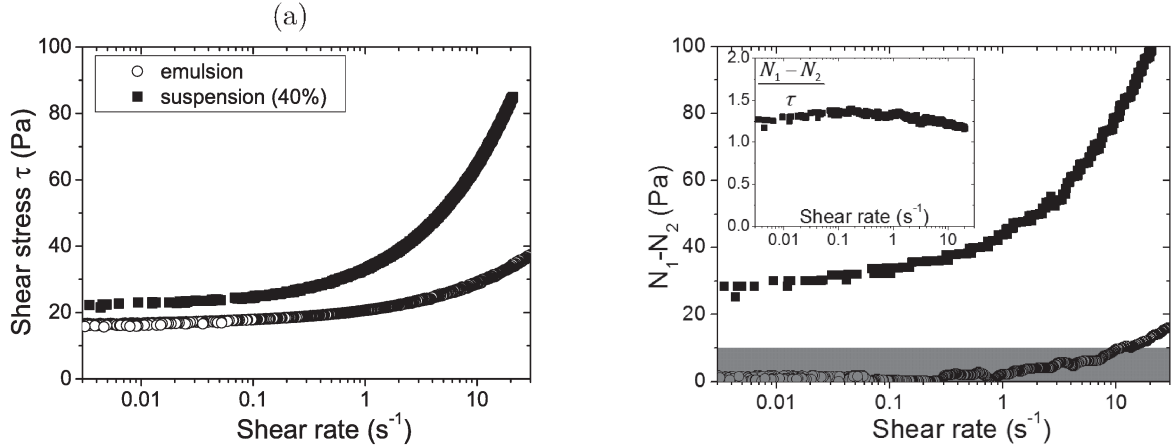 (a)
100
80
60
40
20
0
Shear stress τ (Pa)
emulsion
suspension (40%)
0.01
0.1
1
10
Shear rate (s⁻¹)
100
80
60
40
20
0
N₁-N₂ (Pa)
2.0
1.5
1.0
0.5
0.0
N₁ − N₂
τ
Shear rate (s⁻¹)
0.01
0.1
1
10
0.01
0.1
1
10
Shear rate (s⁻¹)